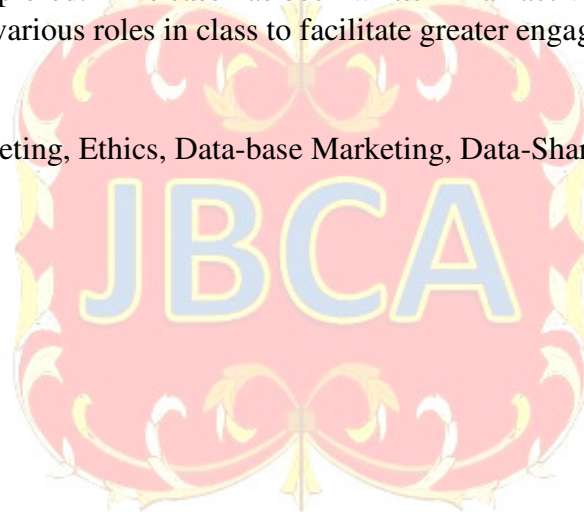 various roles in class to facilitate greater engag
eting, Ethics, Data-base Marketing, Data-Shar
JBCA